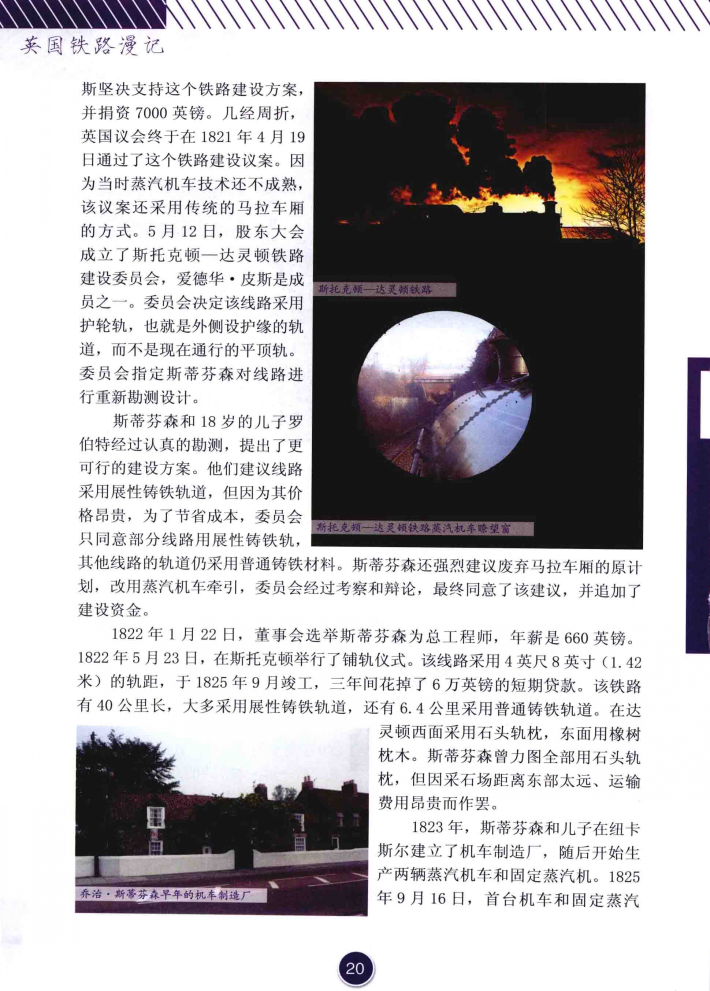 英国铁路漫记
斯坚决支持这个铁路建设方案，
并捐资 7000 英镑。几经周折，
英国议会终于在 1821 年 4 月 19
日通过了这个铁路建设议案。因
为当时蒸汽机车技术还不成熟，
该议案还采用传统的马拉车厢
的方式。5 月 12 日，股东大会
成立了斯托克顿—达灵顿铁路
建设委员会，爱德华·皮斯是成
员之一。委员会决定该线路采用
护轮轨，也就是外侧设护缘的轨
道，而不是现在通行的平顶轨。
委员会指定斯蒂芬森对线路进
行重新勘测设计。
斯蒂芬森和 18 岁的儿子罗
伯特经过认真的勘测，提出了更
可行的建设方案。他们建议线路
采用展性铸铁轨道，但因为其价
格昂贵，为了节省成本，委员会
只同意部分线路用展性铸铁轨，
斯托克顿—达灵顿铁路
斯托克顿—达灵顿铁路蒸汽机车瞭望窗
其他线路的轨道仍采用普通铸铁材料。斯蒂芬森还强烈建议废弃马拉车厢的原计
划，改用蒸汽机车牵引，委员会经过考察和辩论，最终同意了该建议，并追加了
建设资金。
1822 年 1 月 22 日，董事会选举斯蒂芬森为总工程师，年薪是 660 英镑。
1822 年 5 月 23 日，在斯托克顿举行了铺轨仪式。该线路采用 4 英尺 8 英寸（1.42
米）的轨距，于 1825 年 9 月竣工，三年间花掉了 6 万英镑的短期贷款。该铁路
有 40 公里长，大多采用展性铸铁轨道，还有 6.4 公里采用普通铸铁轨道。在达
灵顿西面采用石头轨枕，东面用橡树
枕木。斯蒂芬森曾力图全部用石头轨
枕，但因采石场距离东部太远、运输
费用昂贵而作罢。
1823 年，斯蒂芬森和儿子在纽卡
斯尔建立了机车制造厂，随后开始生
产两辆蒸汽机车和固定蒸汽机。1825
年 9 月 16 日，首台机车和固定蒸汽
乔治·斯蒂芬森早年的机车制造厂
20